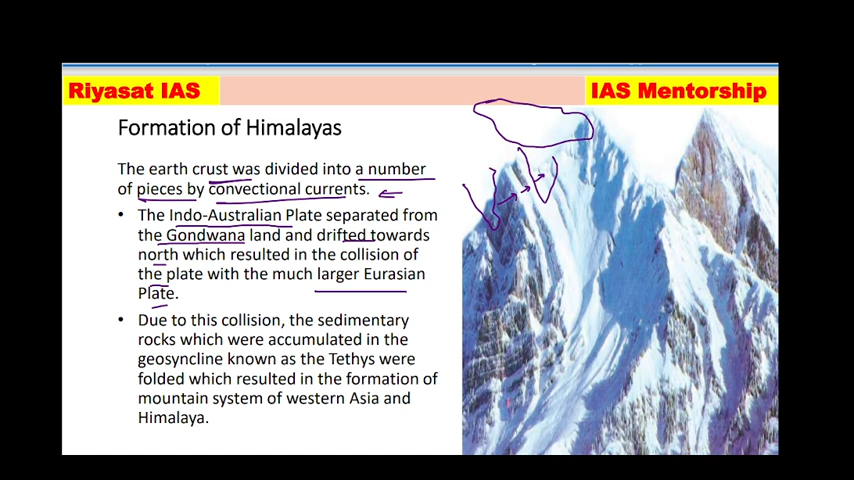 Riyasat IAS
IAS Mentorship
Formation of Himalayas
The earth crust was divided into a number
of pieces by convectional currents.
• The Indo-Australian Plate separated from
the Gondwana land and drifted towards
north which resulted in the collision of
the plate with the much larger Eurasian
Plate.
• Due to this collision, the sedimentary
rocks which were accumulated in the
geosyncline known as the Tethys were
folded which resulted in the formation of
mountain system of western Asia and
Himalaya.